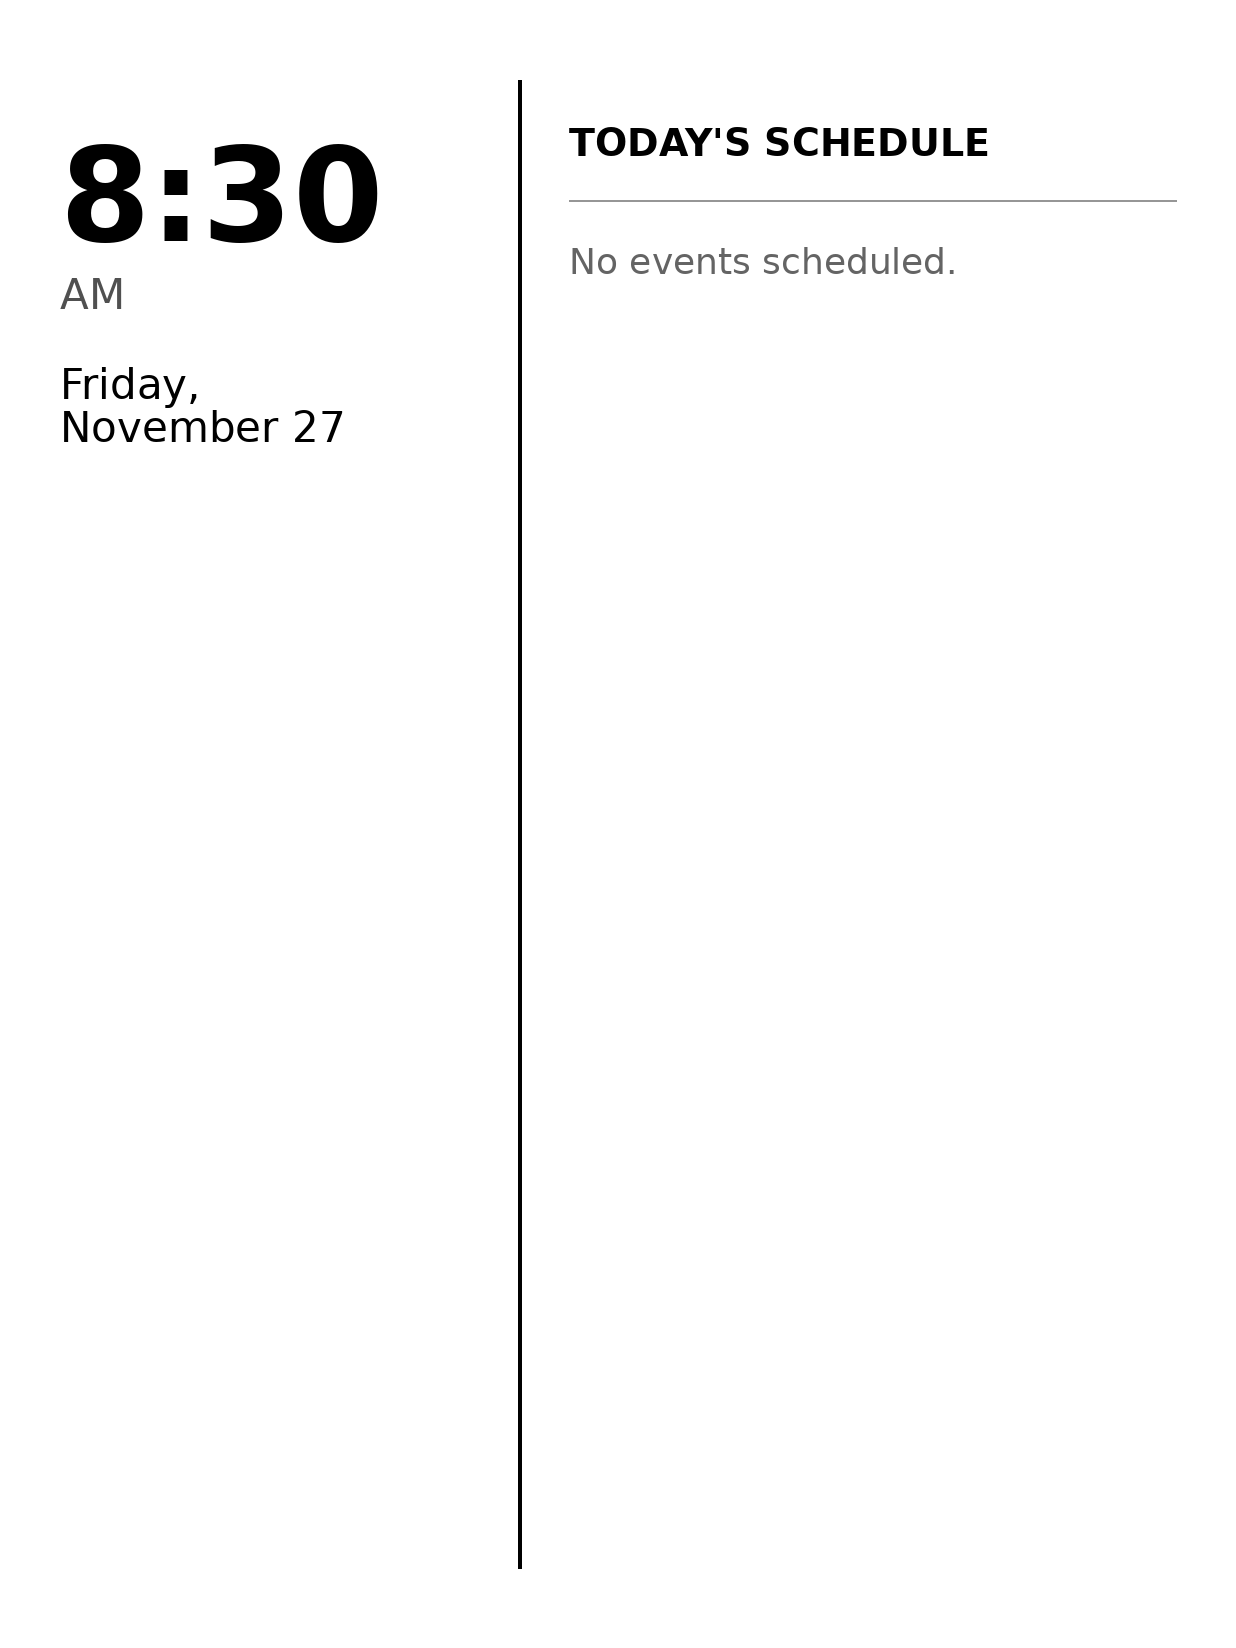 8:30
AM
Friday,
November 27
TODAY'S SCHEDULE
No events scheduled.